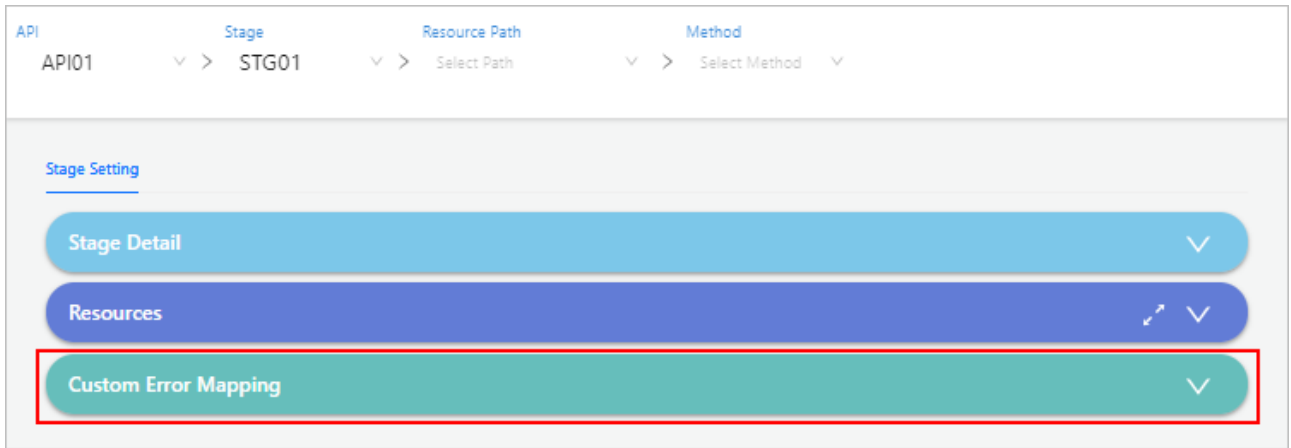 API Stage Resource Path Method
API01 > STG01 > Select Path > Select Method
Stage Setting
Stage Detail
Resources
Custom Error Mapping